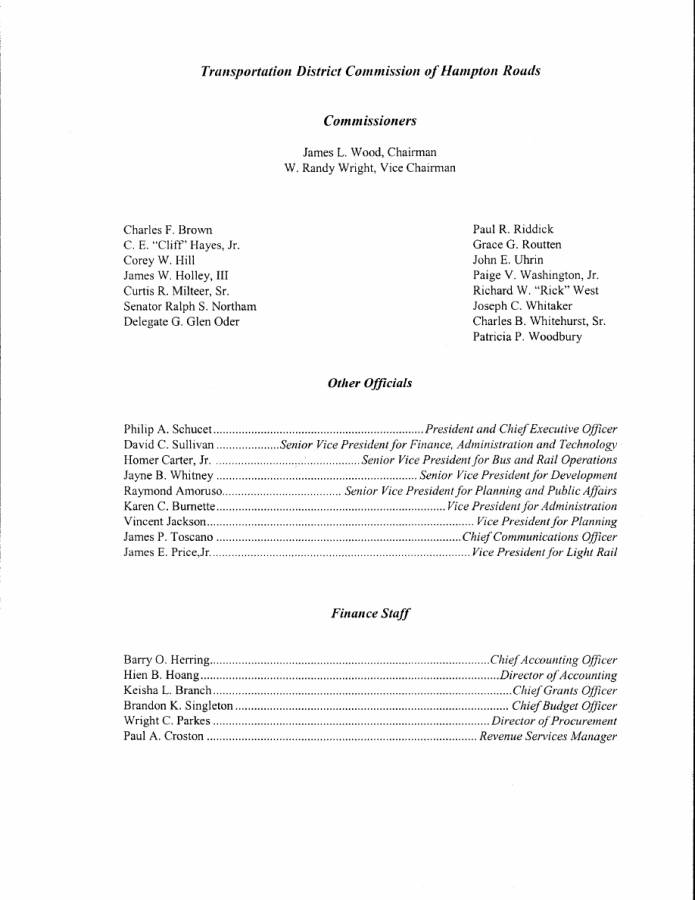 Transportation District Commission of Hampton Roads
Commissioners
James L. Wood, Chairman
W. Randy Wright, Vice Chairman
Charles F. Brown
C. E. “Cliff” Hayes, Jr.
Corey W. Hill
James W. Holley, III
Curtis R. Milteer, Sr.
Senator Ralph S. Northam
Delegate G. Glen Oder
Paul R. Riddick
Grace G. Routten
John E. Uhrin
Paige V. Washington, Jr.
Richard W. “Rick” West
Joseph C. Whitaker
Charles B. Whitehurst, Sr.
Patricia P. Woodbury
Other Officials
Philip A. Schucet....................President and Chief Executive Officer
David C. Sullivan ....................Senior Vice President for Finance, Administration and Technology
Homer Carter, Jr. ....................Senior Vice President for Bus and Rail Operations
Jayne B. Whitney ....................Senior Vice President for Development
Raymond Amoruso.................... Senior Vice President for Planning and Public Affairs
Karen C. Burnette....................Vice President for Administration
Vincent Jackson.................... Vice President for Planning
James P. Toscano ....................Chief Communications Officer
James E. Price,Jr.....................Vice President for Light Rail
Finance Staff
Barry O. Herring....................Chief Accounting Officer
Hien B. Hoang....................Director of Accounting
Keisha L. Branch....................Chief Grants Officer
Brandon K. Singleton .................... Chief Budget Officer
Wright C. Parkes ....................Director of Procurement
Paul A. Croston .................... Revenue Services Manager